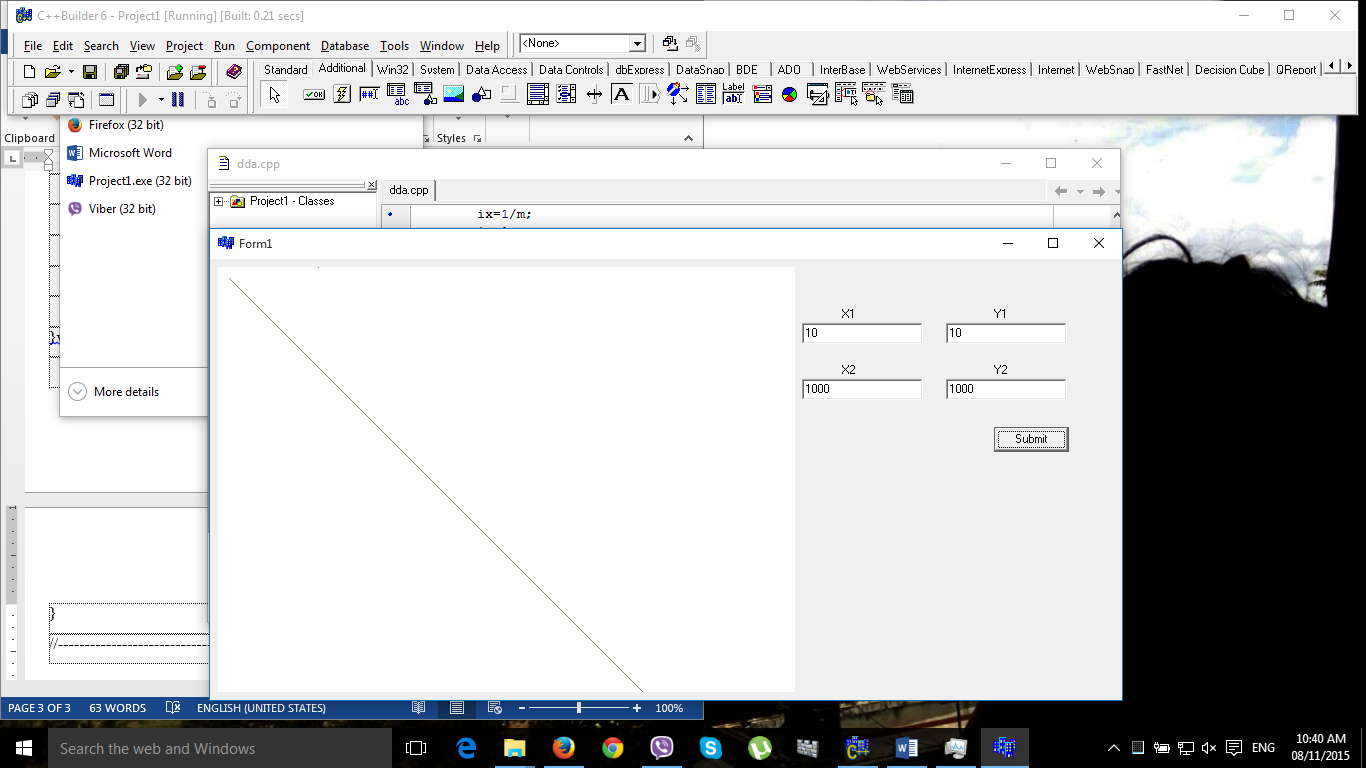 C++Builder 6 - Project1 [Running] [Built: 0.21 secs]
File Edit Search View Project Run Component Database Tools Window Help
<None>
Standard Additional Win32 System Data Access Data Controls dbExpress DataSnap BDE ADO InterBase WebServices InternetExpress Internet WebSnap FastNet Decision Cube QReport
OK
abc
A
Label
abI
Clipboard
Styles
Firefox (32 bit)
Microsoft Word
Project1.exe (32 bit)
Viber (32 bit)
More details
dda.cpp
Project1 - Classes
dda.cpp
ix=1/m;
Form1
X1
Y1
10
10
X2
Y2
1000
1000
Submit
}
//--------------------------------
PAGE 3 OF 3 63 WORDS ENGLISH (UNITED STATES) 100%
Search the web and Windows
ENG
10:40 AM
08/11/2015